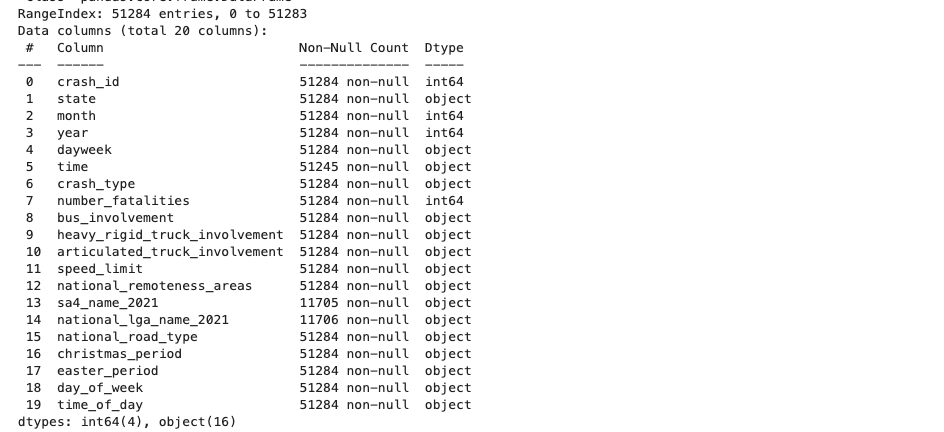 RangeIndex: 51284 entries, 0 to 51283
Data columns (total 20 columns):
 #   Column                       Non-Null Count  Dtype
---  ------                       --------------  -----
 0   crash_id                     51284 non-null  int64
 1   state                        51284 non-null  object
 2   month                        51284 non-null  int64
 3   year                         51284 non-null  int64
 4   dayweek                      51284 non-null  object
 5   time                         51245 non-null  object
 6   crash_type                   51284 non-null  object
 7   number_fatalities            51284 non-null  int64
 8   bus_involvement              51284 non-null  object
 9   heavy_rigid_truck_involvement  51284 non-null  object
 10  articulated_truck_involvement  51284 non-null  object
 11  speed_limit                  51284 non-null  object
 12  national_remoteness_areas    51284 non-null  object
 13  sa4_name_2021                11705 non-null  object
 14  national_lga_name_2021       11706 non-null  object
 15  national_road_type           51284 non-null  object
 16  christmas_period             51284 non-null  object
 17  easter_period                51284 non-null  object
 18  day_of_week                  51284 non-null  object
 19  time_of_day                  51284 non-null  object
dtypes: int64(4), object(16)